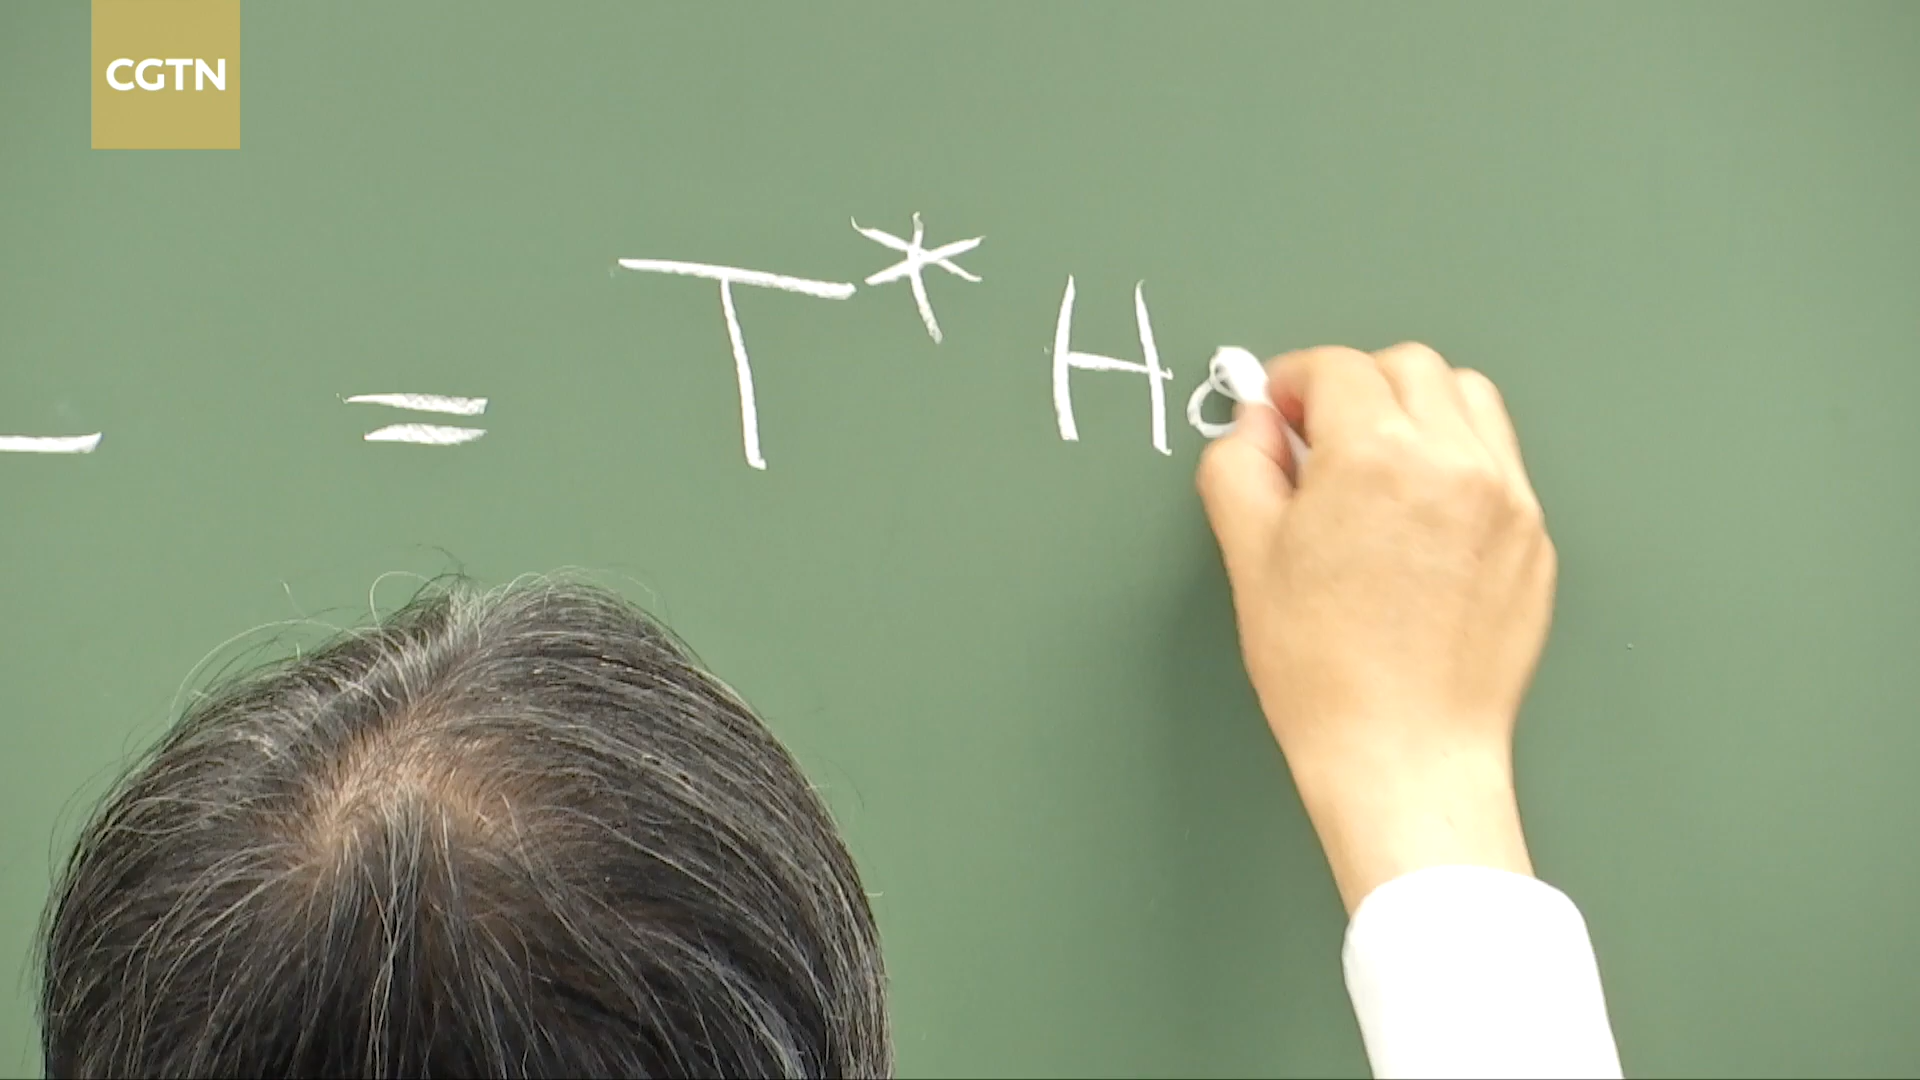 CGTN
= T* H